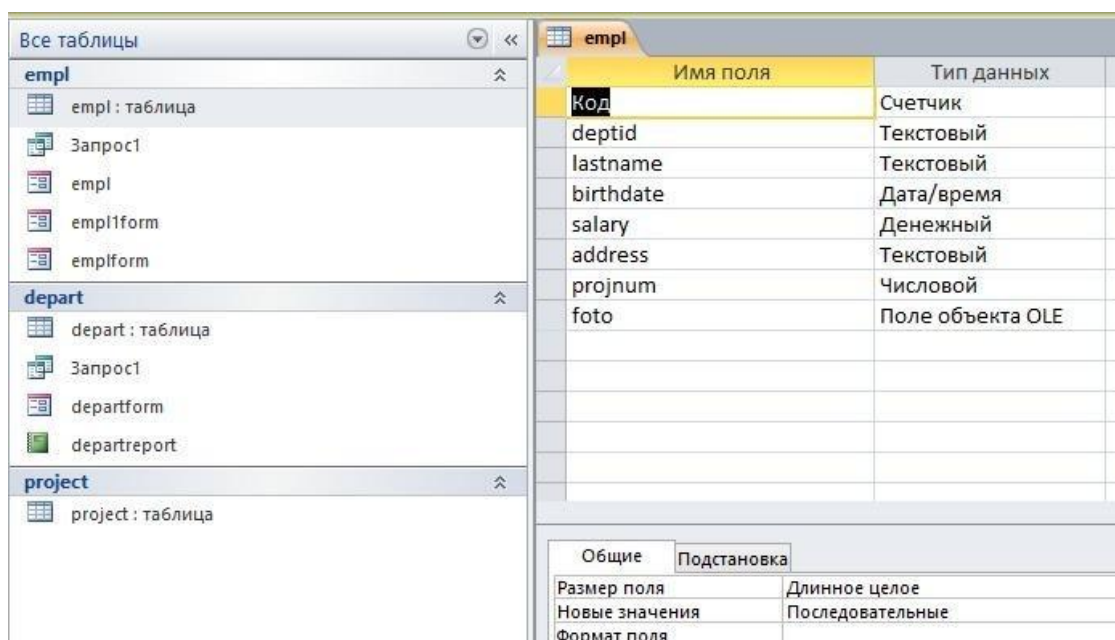 Все таблицы
empl
empl : таблица
Запрос1
empl
empl1form
emplform
depart
depart : таблица
Запрос1
departform
departreport
project
project : таблица
empl
Имя поля Тип данных
Код Счетчик
deptid Текстовый
lastname Текстовый
birthdate Дата/время
salary Денежный
address Текстовый
projnum Числовой
foto Поле объекта OLE
Общие Подстановка
Размер поля Длинное целое
Новые значения Последовательные
Формат поля